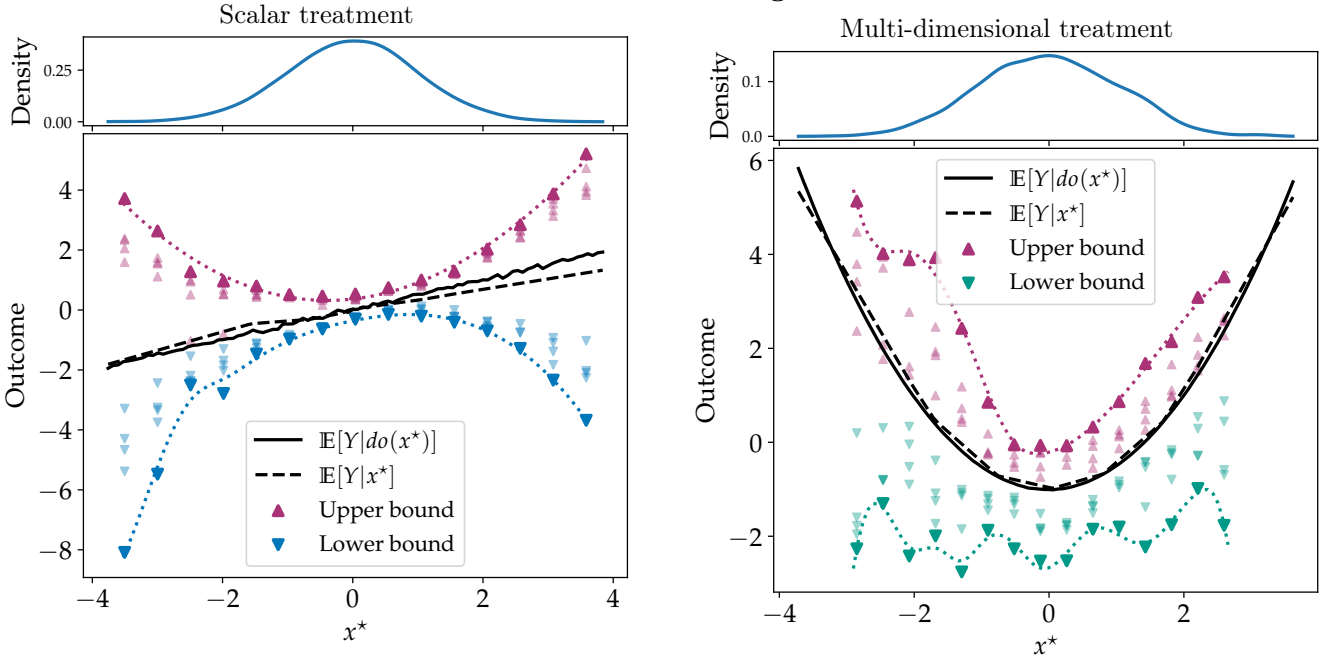 Scalar treatment
Density
0.25
0.00
Outcome
4
2
0
−2
−4
−6
−8
𝔼[Y|do(x⋆)]
𝔼[Y|x⋆]
Upper bound
Lower bound
−4 −2 0 2 4
x⋆
Multi-dimensional treatment
Density
0.1
0.0
Outcome
6
4
2
0
−2
𝔼[Y|do(x⋆)]
𝔼[Y|x⋆]
Upper bound
Lower bound
−4 −2 0 2
x⋆